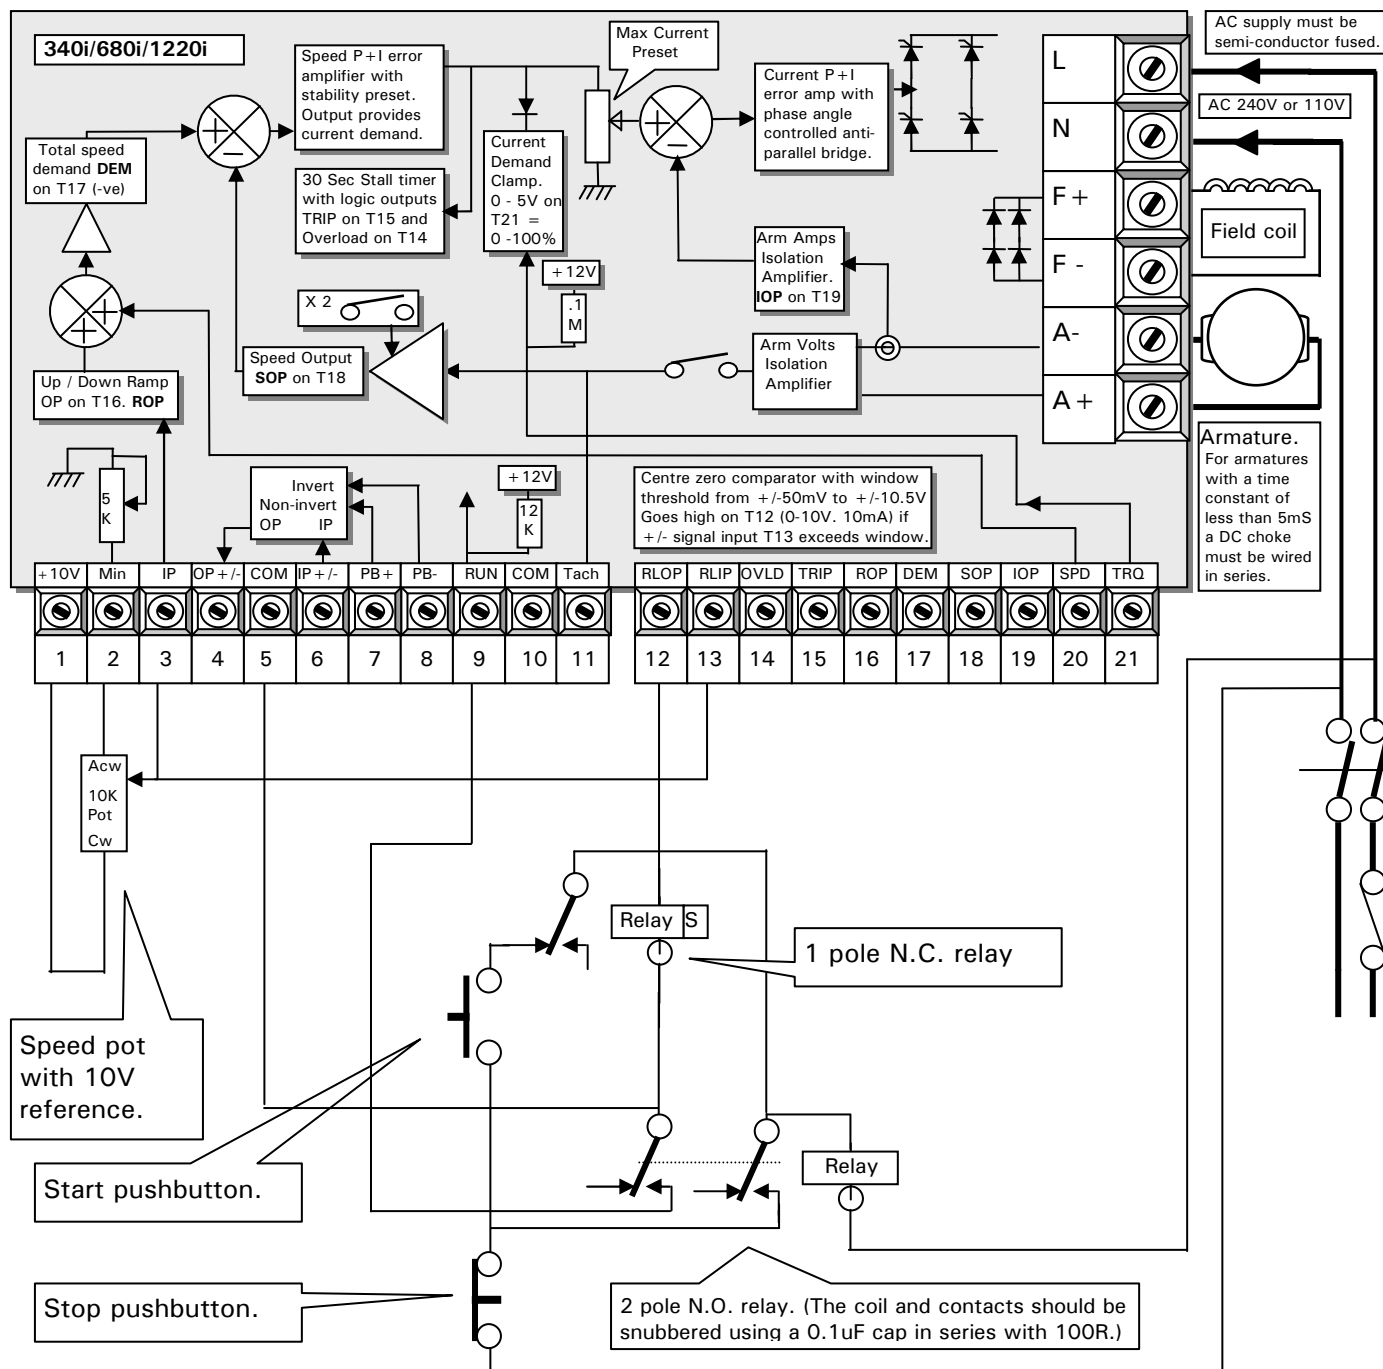 340i/680i/1220i
Speed P+I error
amplifier with
stability preset.
Output provides
current demand.
Max Current
Preset
Current P+I
error amp with
phase angle
controlled anti-
parallel bridge.
AC supply must be
semi-conductor fused.
L
AC 240V or 110V
N
Total speed
demand DEM
on T17 (-ve)
30 Sec Stall timer
with logic outputs
TRIP on T15 and
Overload on T14
Current
Demand
Clamp.
0 - 5V on
T21 =
0 -100%
F+
Field coil
F -
+12V
.1
M
X 2
Arm Amps
Isolation
Amplifier.
IOP on T19
A-
Speed Output
SOP on T18
Arm Volts
Isolation
Amplifier
A+
Up / Down Ramp
OP on T16. ROP
Armature.
For armatures
with a time
constant of
less than 5mS
a DC choke
must be wired
in series.
5
K
Invert
Non-invert
OP IP
+12V
12
K
Centre zero comparator with window
threshold from +/-50mV to +/-10.5V
Goes high on T12 (0-10V. 10mA) if
+/- signal input T13 exceeds window.
+10V Min IP OP+/- COM IP+/- PB+ PB- RUN COM Tach
RLOP RLIP OVLD TRIP ROP DEM SOP IOP SPD TRQ
1 2 3 4 5 6 7 8 9 10 11
12 13 14 15 16 17 18 19 20 21
Acw
10K
Pot
Cw
Relay S
1 pole N.C. relay
Speed pot
with 10V
reference.
Start pushbutton.
Relay
Stop pushbutton.
2 pole N.O. relay. (The coil and contacts should be
snubbered using a 0.1uF cap in series with 100R.)